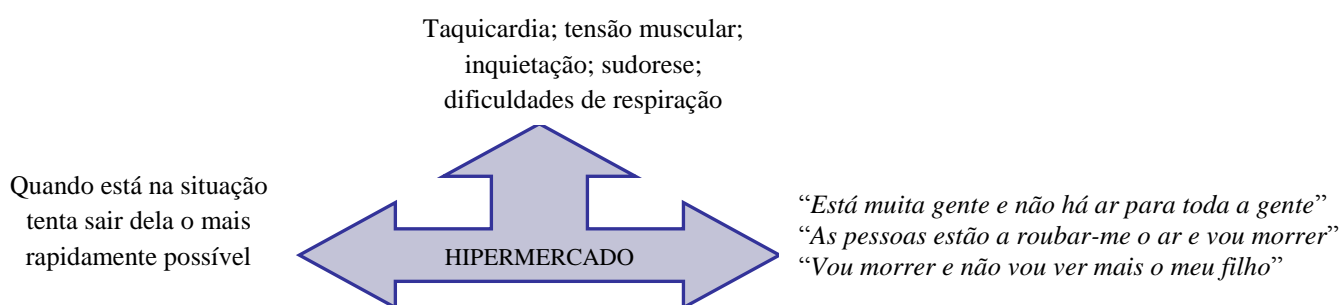 Taquicardia; tensão muscular;
inquietação; sudorese;
dificuldades de respiração
Quando está na situação
tenta sair dela o mais
rapidamente possível
HIPERMERCADO
“Está muita gente e não há ar para toda a gente”
“As pessoas estão a roubar-me o ar e vou morrer”
“Vou morrer e não vou ver mais o meu filho”